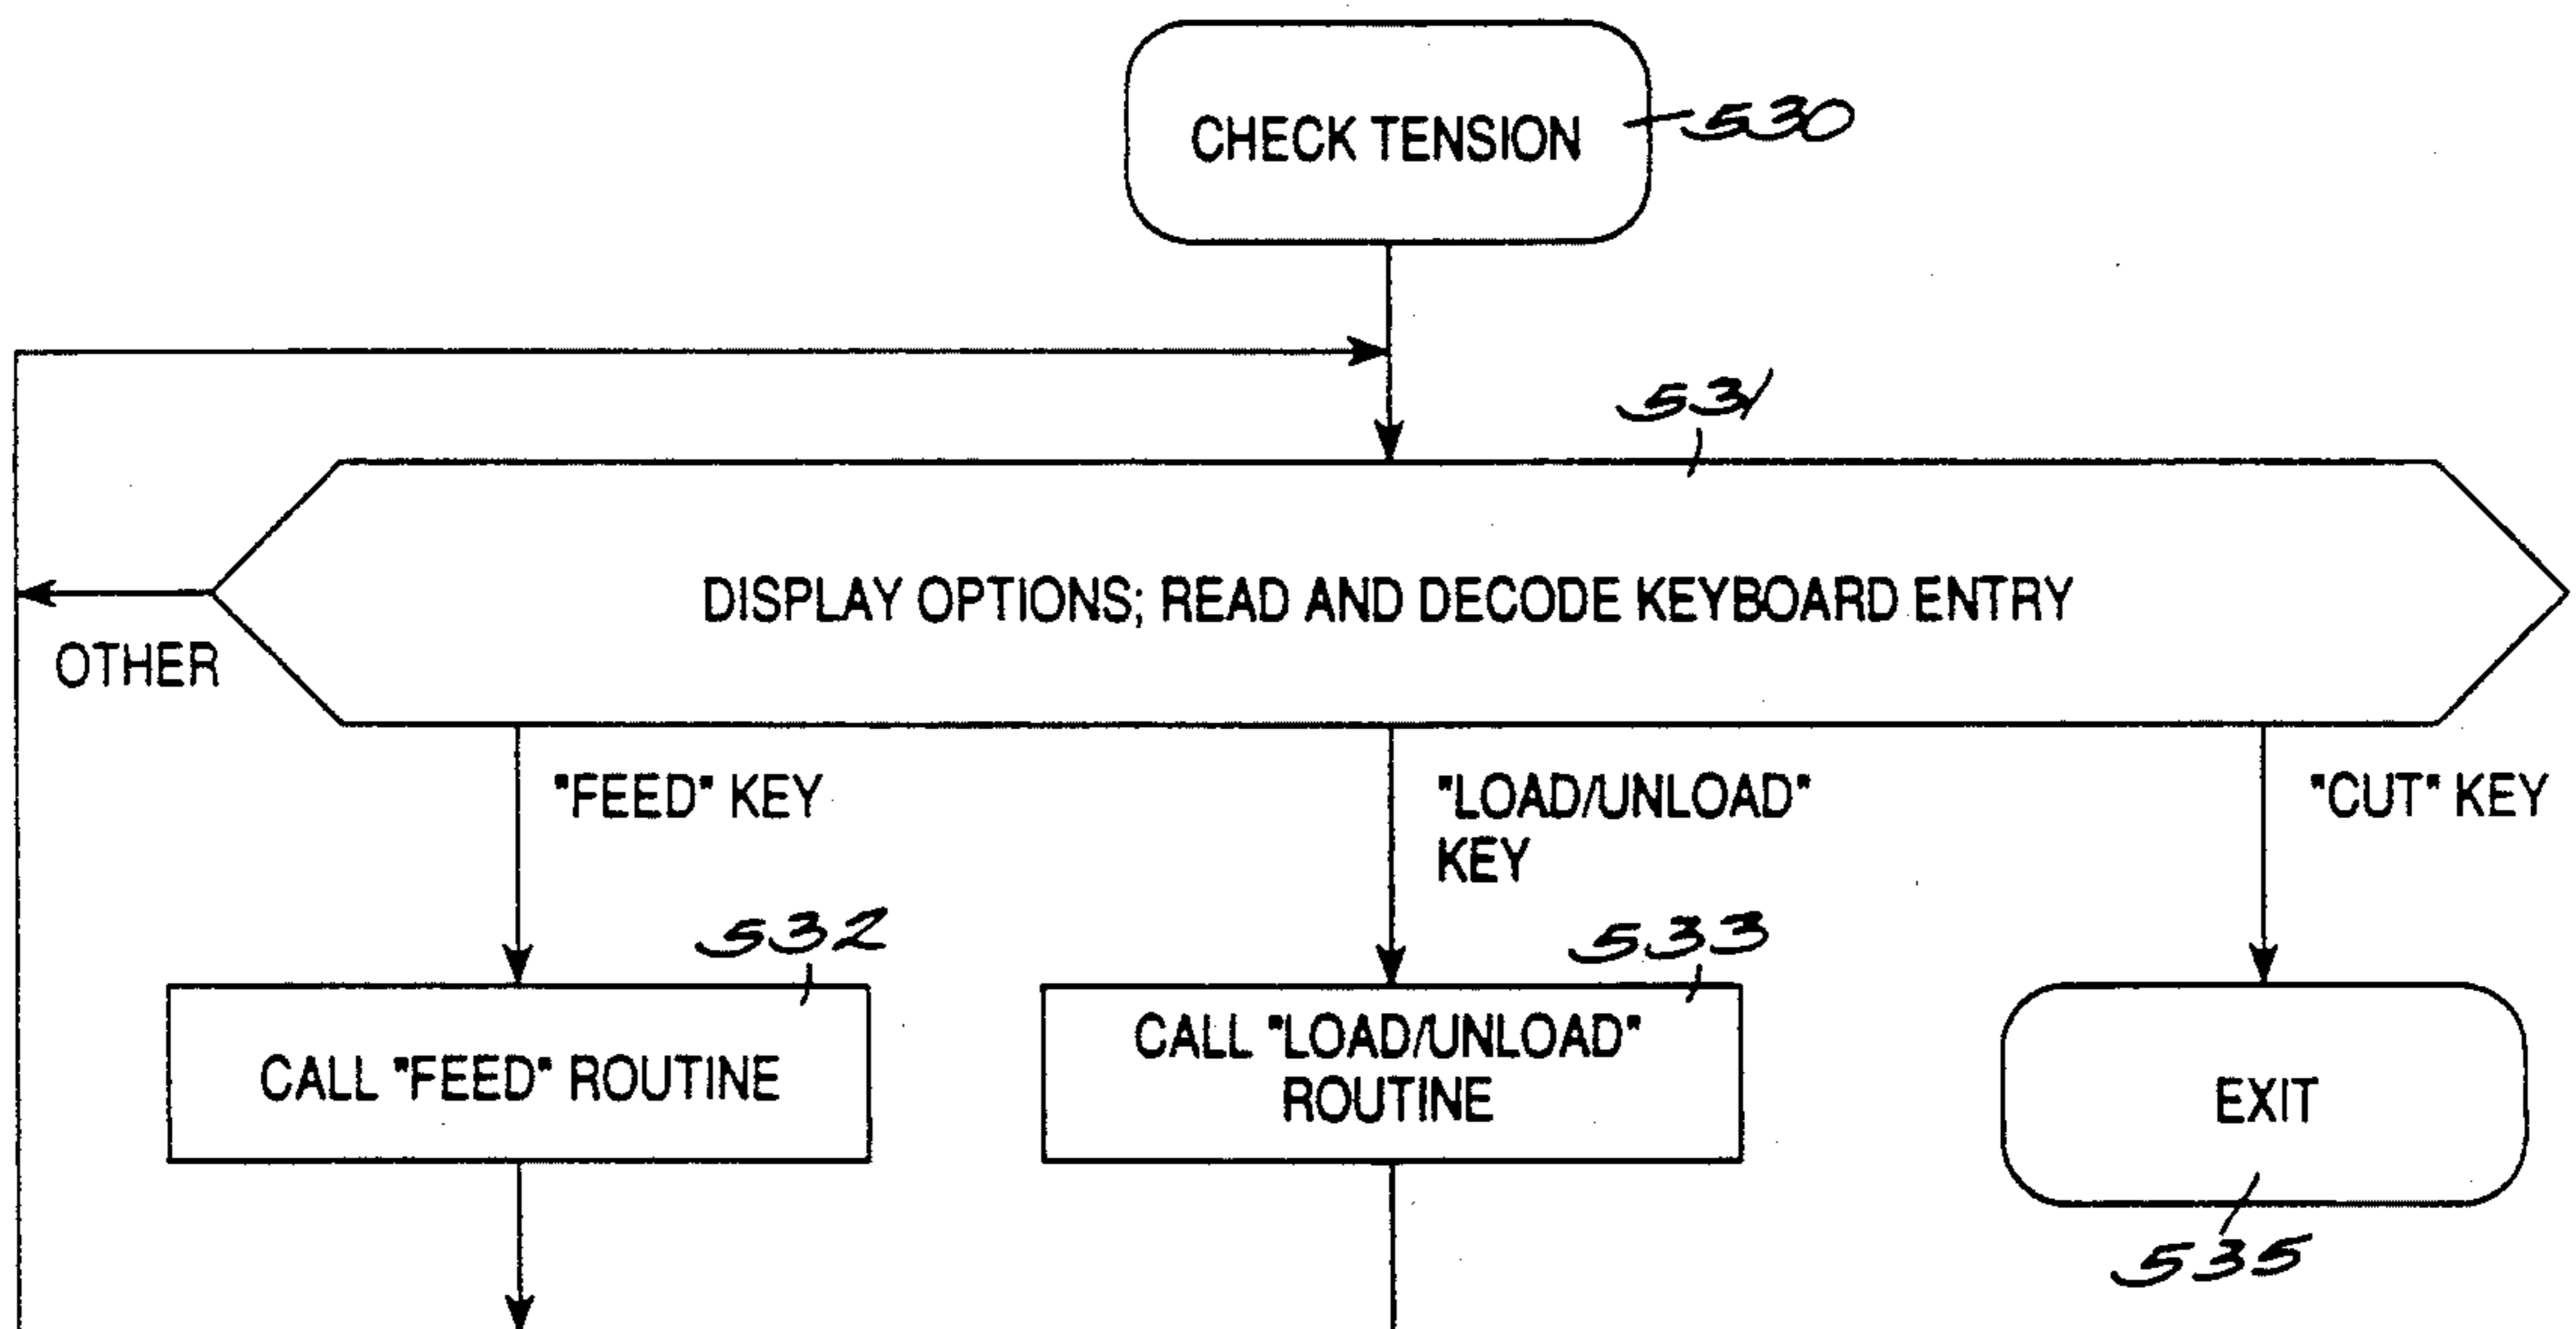 CHECK TENSION
530
531
DISPLAY OPTIONS; READ AND DECODE KEYBOARD ENTRY
OTHER
"FEED" KEY
"LOAD/UNLOAD"
KEY
"CUT" KEY
532
533
CALL "FEED" ROUTINE
CALL "LOAD/UNLOAD"
ROUTINE
EXIT
535